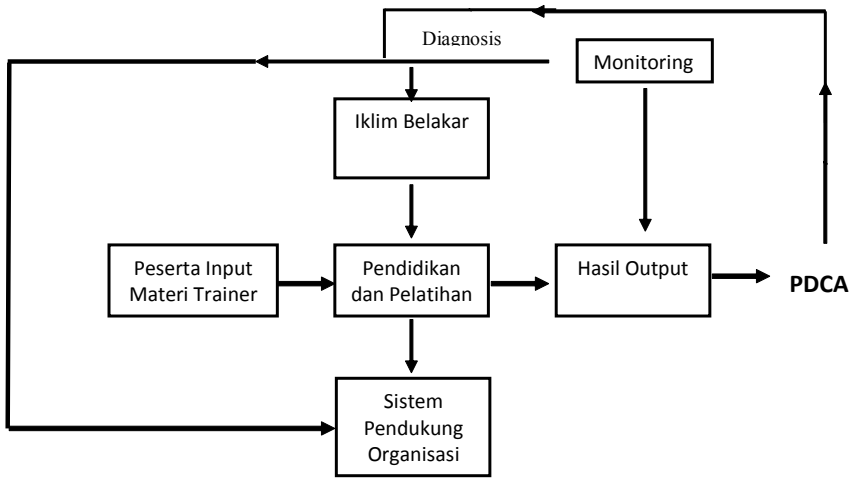 Diagnosis
Monitoring
Iklim Belakar
Peserta Input
Materi Trainer
Pendidikan
dan Pelatihan
Hasil Output
PDCA
Sistem
Pendukung
Organisasi